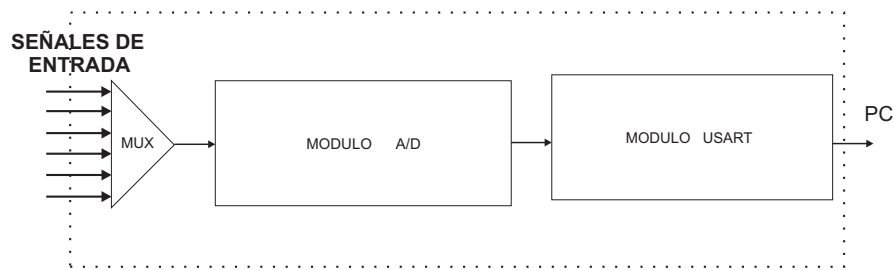 SEÑALES DE
ENTRADA
MUX
MODULO A/D
MODULO USART
PC